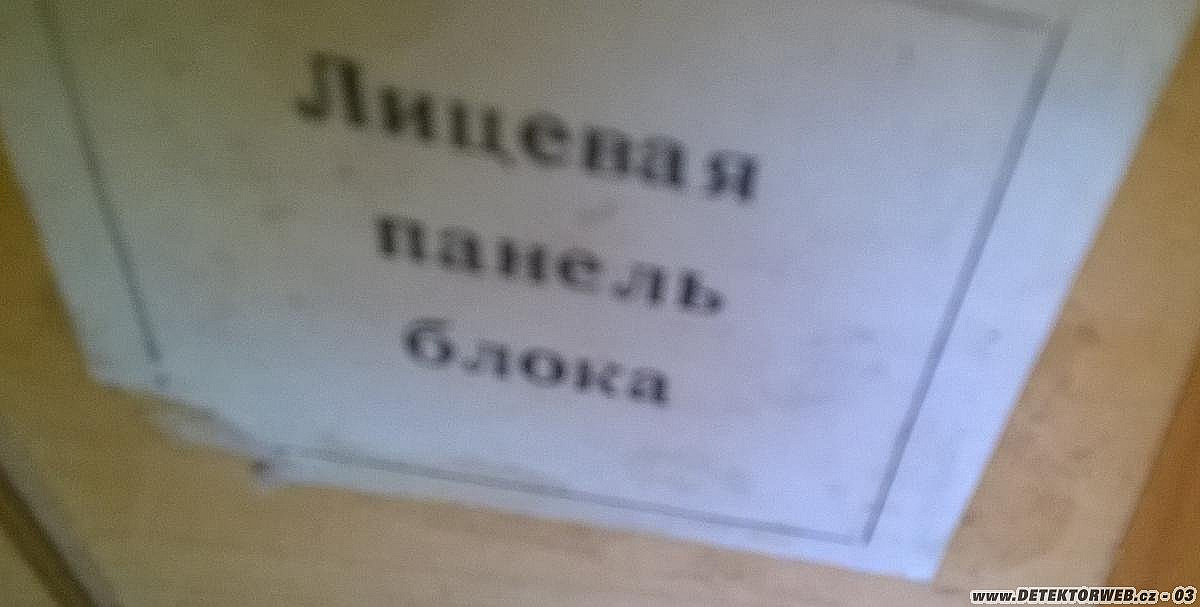 Лицевая
панель
блока
www.DETEKTORWEB.cz - 03